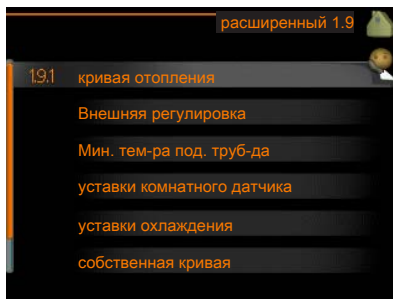 расширенный 1.9
1.9.1 кривая отопления
Внешняя регулировка
Мин. тем-ра под. труб-да
уставки комнатного датчика
уставки охлаждения
собственная кривая